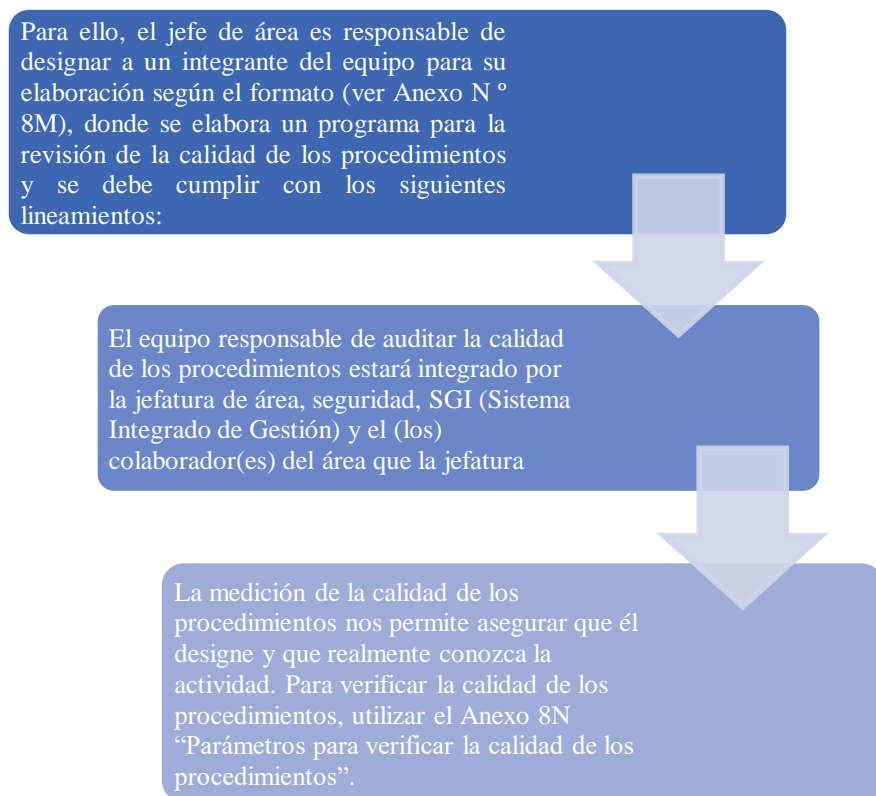 Para ello, el jefe de área es responsable de
designar a un integrante del equipo para su
elaboración según el formato (ver Anexo N º
8M), donde se elabora un programa para la
revisión de la calidad de los procedimientos
y se debe cumplir con los siguientes
lineamientos:
El equipo responsable de auditar la calidad
de los procedimientos estará integrado por
la jefatura de área, seguridad, SGI (Sistema
Integrado de Gestión) y el (los)
colaborador(es) del área que la jefatura
La medición de la calidad de los
procedimientos nos permite asegurar que él
designe y que realmente conozca la
actividad. Para verificar la calidad de los
procedimientos, utilizar el Anexo 8N
“Parámetros para verificar la calidad de los
procedimientos”.